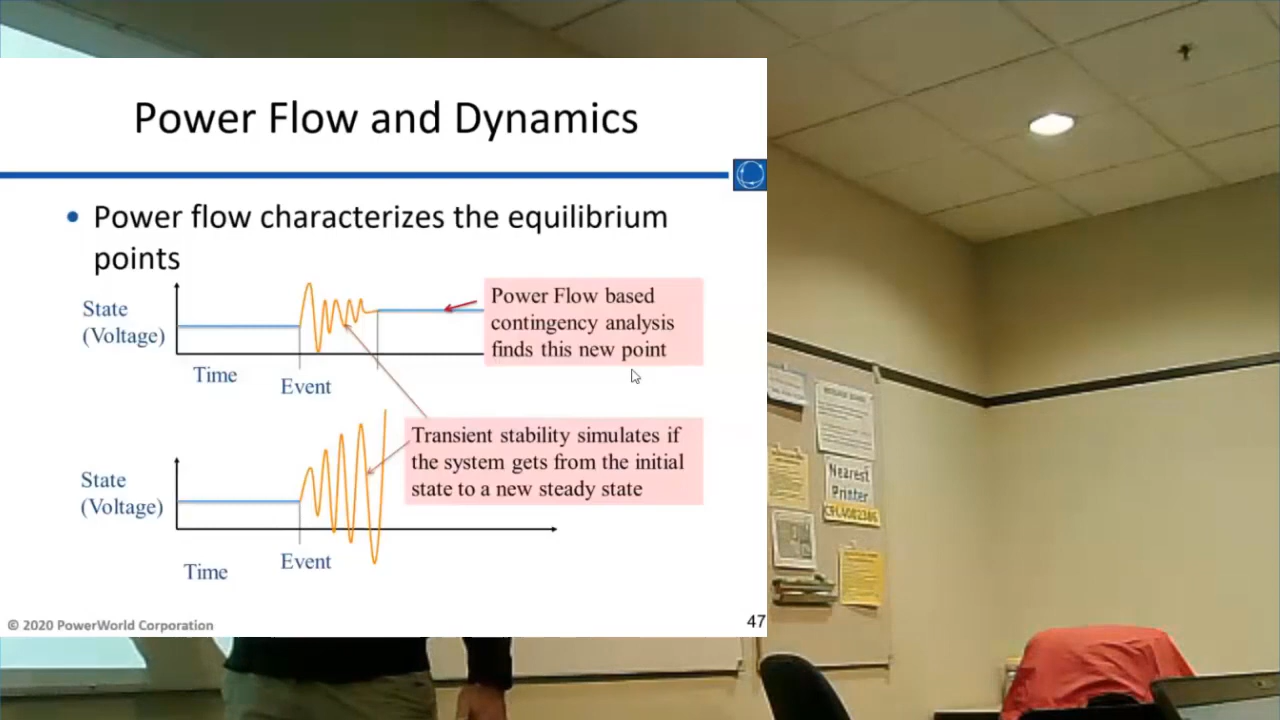 Power Flow and Dynamics
• Power flow characterizes the equilibrium
points
State
(Voltage)
Time
Event
Power Flow based
contingency analysis
finds this new point
Transient stability simulates if
the system gets from the initial
state to a new steady state
State
(Voltage)
Time
Event
© 2020 PowerWorld Corporation
47
Nearest
Printer